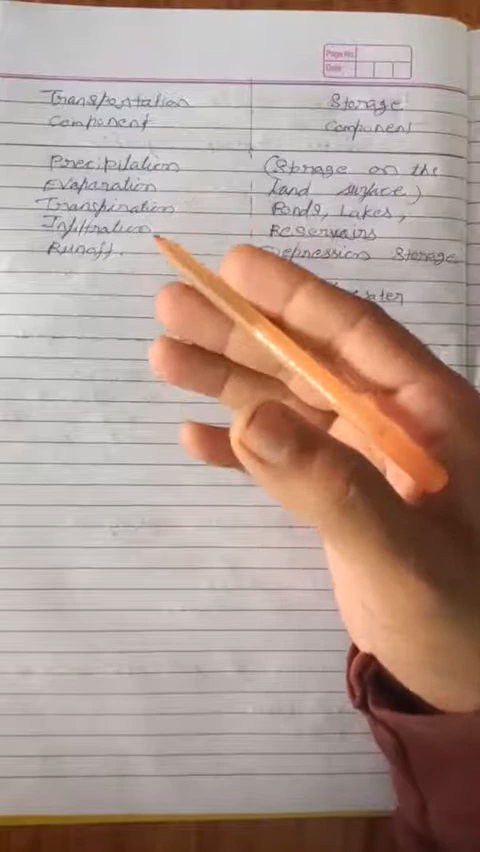 Page No.
Date:
Transportation Component
Storage Component
Precipitation
Evaporation
Transpiration
Infiltration
Runoff.
(Storage on the
land surface)
Ponds, Lakes,
Reservoirs
Depression Storage